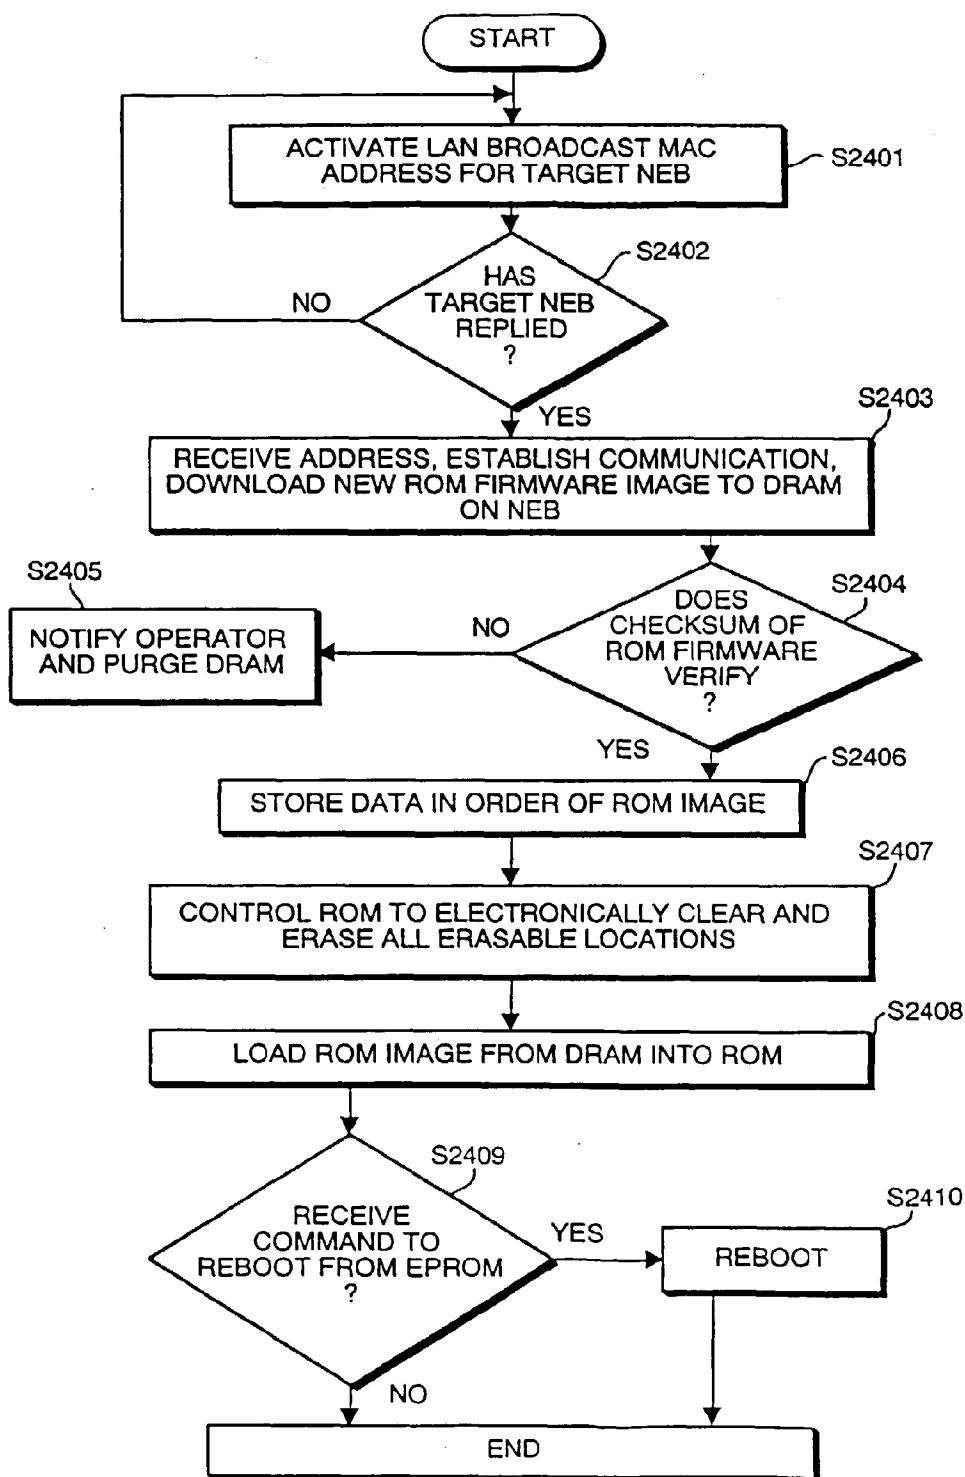 START
ACTIVATE LAN BROADCAST MAC
ADDRESS FOR TARGET NEB
S2401
S2402
HAS
TARGET NEB
REPLIED
?
NO
YES
S2403
RECEIVE ADDRESS, ESTABLISH COMMUNICATION,
DOWNLOAD NEW ROM FIRMWARE IMAGE TO DRAM
ON NEB
S2405
NOTIFY OPERATOR
AND PURGE DRAM
NO
S2404
DOES
CHECKSUM OF
ROM FIRMWARE
VERIFY
?
YES
S2406
STORE DATA IN ORDER OF ROM IMAGE
S2407
CONTROL ROM TO ELECTRONICALLY CLEAR AND
ERASE ALL ERASABLE LOCATIONS
S2408
LOAD ROM IMAGE FROM DRAM INTO ROM
S2409
RECEIVE
COMMAND TO
REBOOT FROM EPROM
?
YES
S2410
REBOOT
NO
END